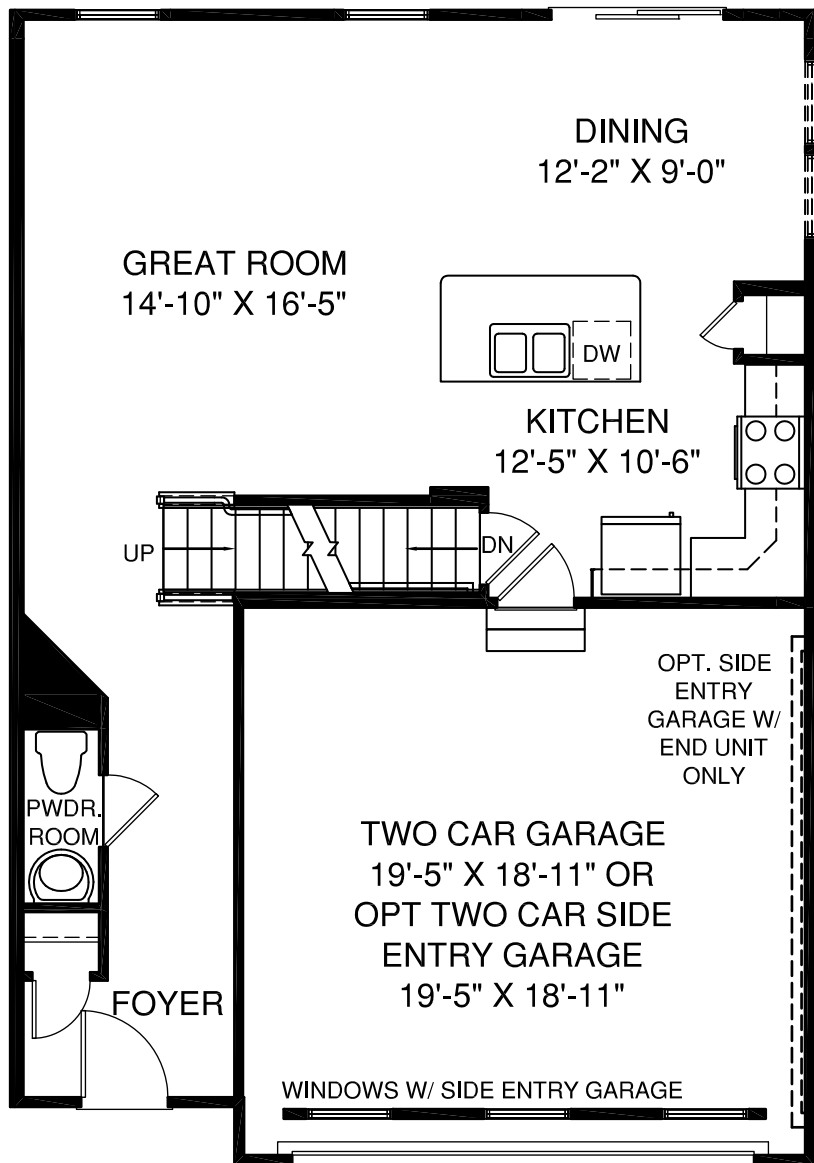 DINING
12'-2" X 9'-0"
GREAT ROOM
14'-10" X 16'-5"
DW
KITCHEN
12'-5" X 10'-6"
UP
DN
OPT. SIDE
ENTRY
GARAGE W/
END UNIT
ONLY
PWDR.
ROOM
TWO CAR GARAGE
19'-5" X 18'-11" OR
OPT TWO CAR SIDE
ENTRY GARAGE
19'-5" X 18'-11"
FOYER
WINDOWS W/ SIDE ENTRY GARAGE